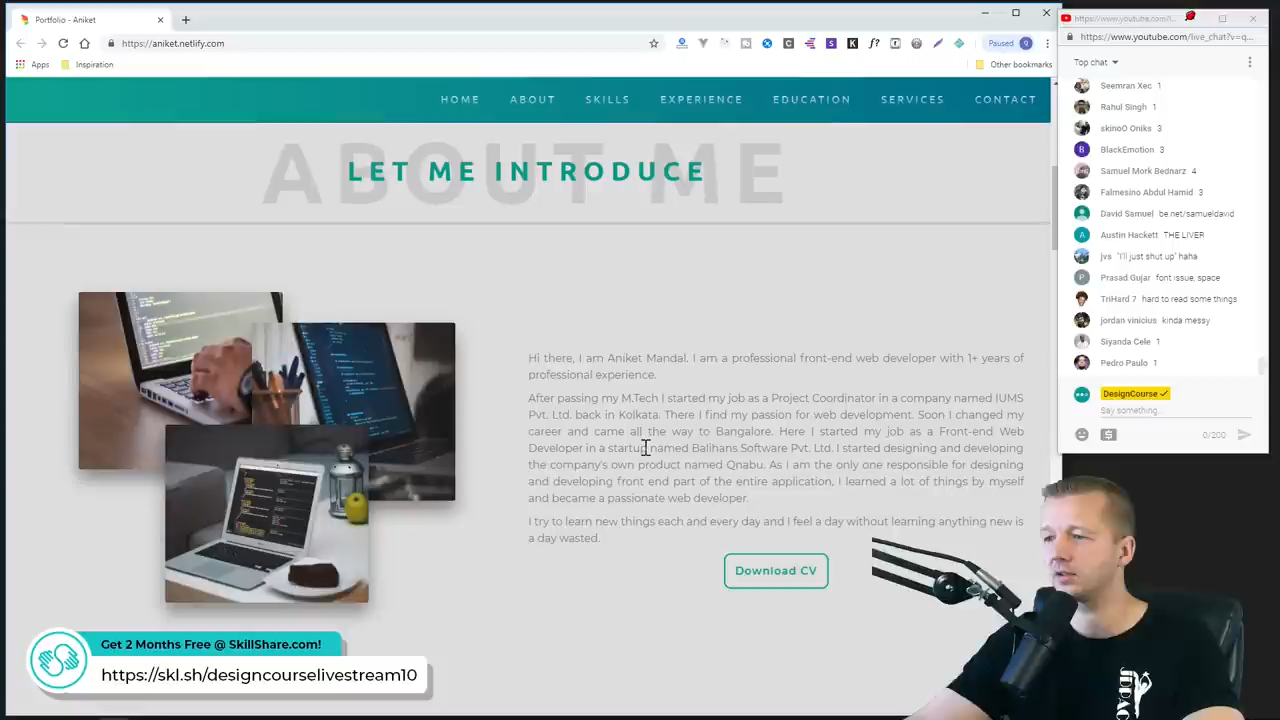 Portfolio - Aniket
https://aniket.netlify.com
Paused
Apps
Inspiration
Other bookmarks
HOME ABOUT SKILLS EXPERIENCE EDUCATION SERVICES CONTACT
ABOUT ME
LET ME INTRODUCE
Hi there, I am Aniket Mandal. I am a professional front-end web developer with 1+ years of
professional experience.
After passing my M.Tech I started my job as a Project Coordinator in a company named IUMS
Pvt. Ltd. back in Kolkata. There I find my passion for web development. Soon I changed my
career and came all the way to Bangalore. Here I started my job as a Front-end Web
Developer in a startup named Balihans Software Pvt. Ltd. I started designing and developing
the company's own product named Qnabu. As I am the only one responsible for designing
and developing front end part of the entire application, I learned a lot of things by myself
and became a passionate web developer.
I try to learn new things each and every day and I feel a day without learning anything new is
a day wasted.
Download CV
Get 2 Months Free @ SkillShare.com!
https://skl.sh/designcourselivestream10
https://www.youtube.com/l...
https://www.youtube.com/live_chat?v=q...
Top chat
Seemran Xec 1
Rahul Singh 1
skinoO Oniks 3
B BlackEmotion 3
Samuel Mork Bednarz 4
Falmesino Abdul Hamid 3
David Samuel be.net/samueldavid
A Austin Hackett THE LIVER
jvs "I'll just shut up" haha
P Prasad Gujar font issue, space
TriHard 7 hard to read some things
jordan vinicius kinda messy
Siyanda Cele 1
Pedro Paulo 1
DesignCourse
Say something...
0/200